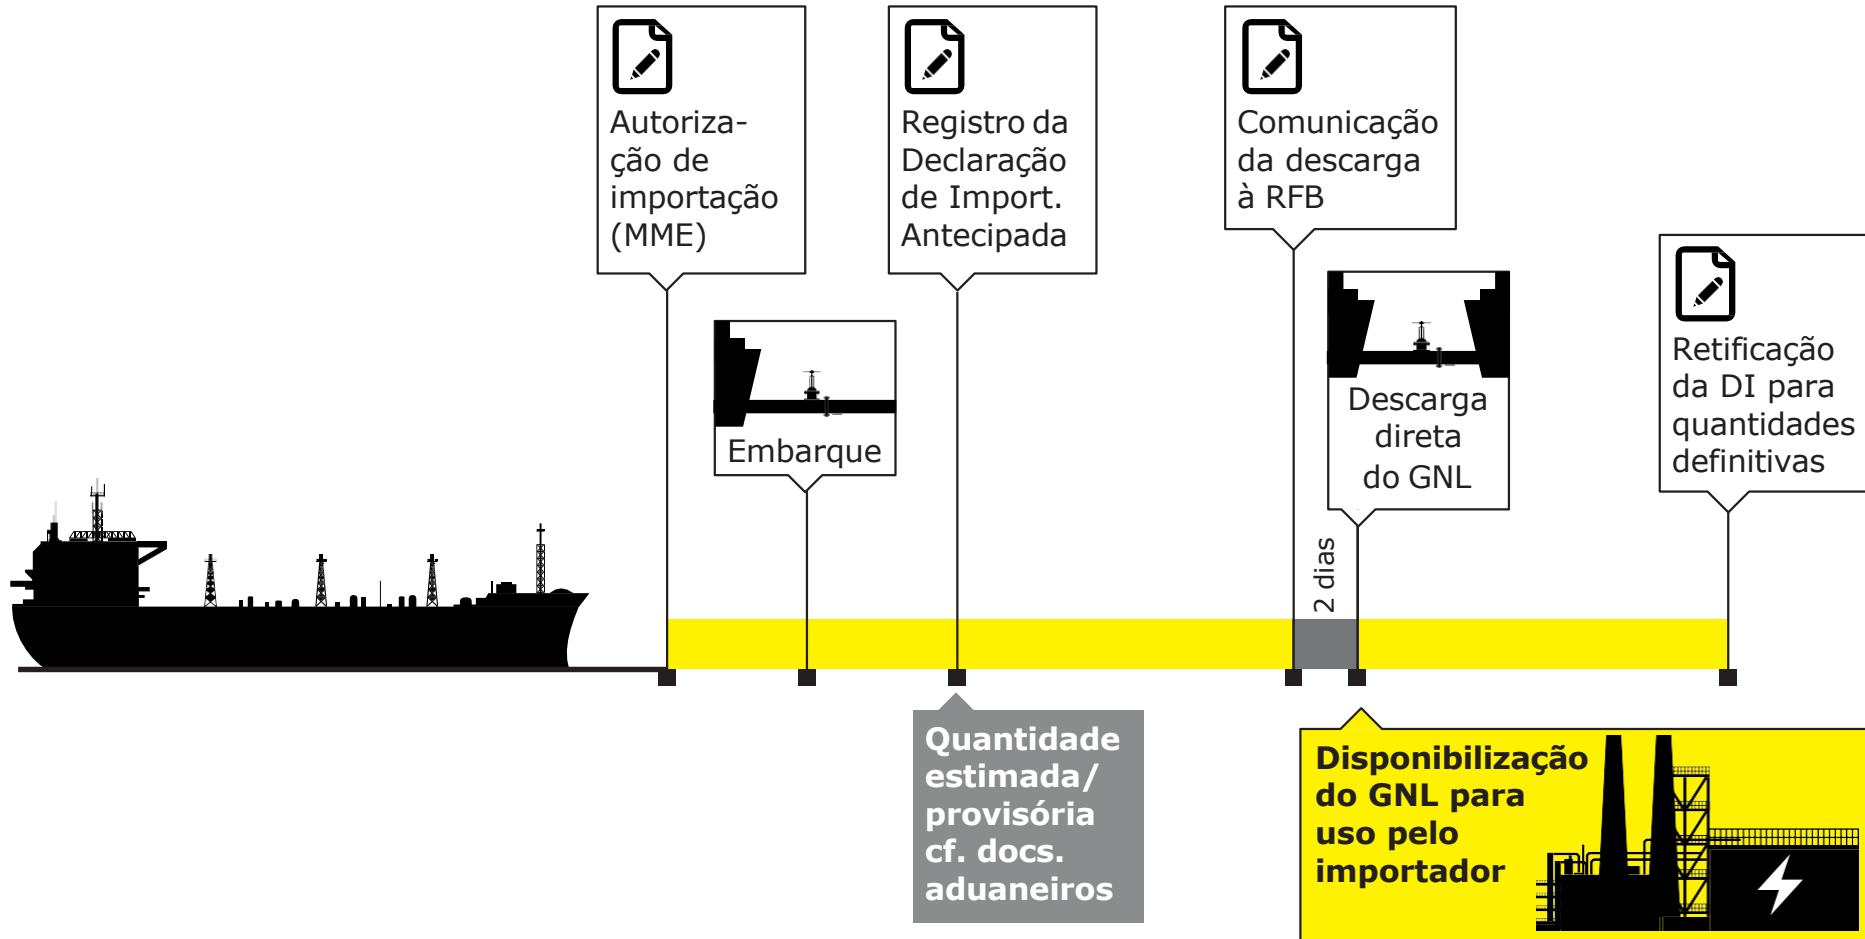 Autoriza-
ção de
importação
(MME)
Embarque
Registro da
Declaração
de Import.
Antecipada
Comunicação
da descarga
à RFB
2 dias
Descarga
direta
do GNL
Retificação
da DI para
quantidades
definitivas
Quantidade
estimada/
provisória
cf. docs.
aduaneiros
Disponibilização
do GNL para
uso pelo
importador